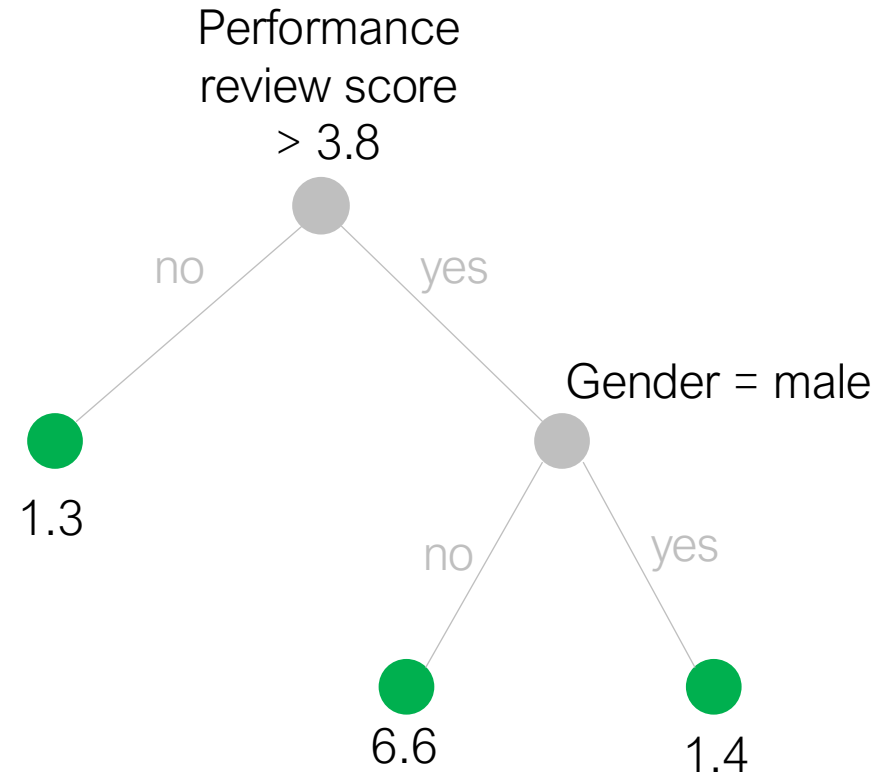 Performance
review score
> 3.8
no
yes
Gender = male
1.3
no
yes
6.6
1.4